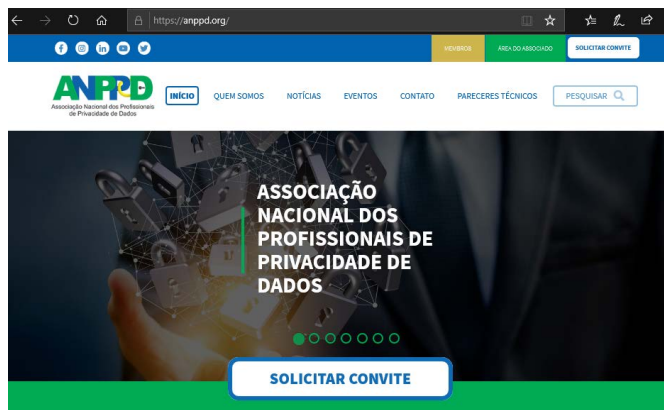 https://anppd.org/
MEMBROS ÁREA DO ASSOCIADO SOLICITAR CONVITE
ANPPD
Associação Nacional dos Profissionais
de Privacidade de Dados
INÍCIO QUEM SOMOS NOTÍCIAS EVENTOS CONTATO PARECERES TÉCNICOS PESQUISAR
ASSOCIAÇÃO
NACIONAL DOS
PROFISSIONAIS DE
PRIVACIDADE DE
DADOS
SOLICITAR CONVITE